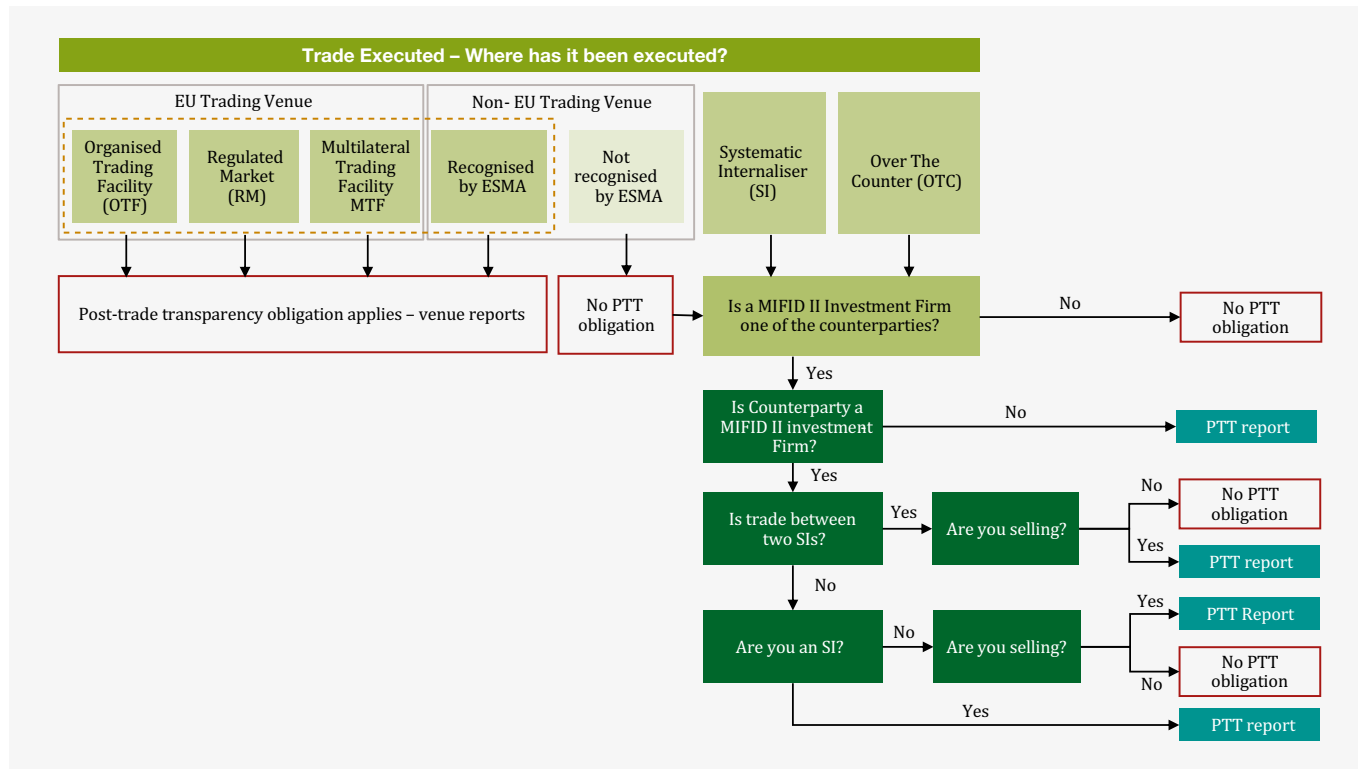 Trade Executed – Where has it been executed?
EU Trading Venue
Non- EU Trading Venue
Organised
Trading
Facility
(OTF)
Regulated
Market
(RM)
Multilateral
Trading
Facility
MTF
Recognised
by ESMA
Not
recognised
by ESMA
Systematic
Internaliser
(SI)
Over The
Counter (OTC)
Post-trade transparency obligation applies – venue reports
No PTT
obligation
Is a MIFID II Investment Firm
one of the counterparties?
No
No PTT
obligation
Yes
Is Counterparty a
MIFID II investment
Firm?
No
PTT report
Yes
Is trade between
two SIs?
Yes
Are you selling?
No
No PTT
obligation
Yes
PTT report
No
Are you an SI?
No
Are you selling?
Yes
PTT Report
No
No PTT
obligation
Yes
PTT report